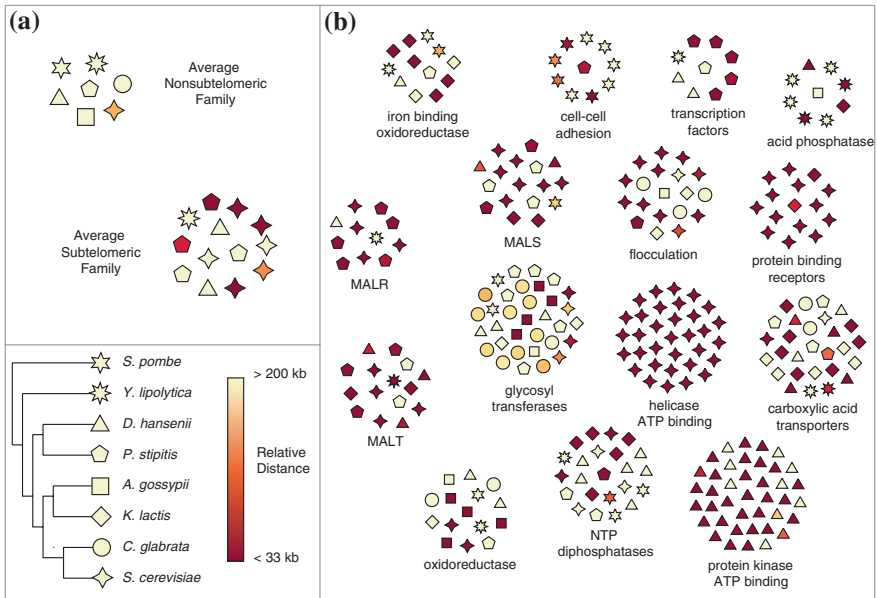 (a)
Average
Nonsubtelomeric
Family
Average
Subtelomeric
Family
S. pombe
Y. lipolytica
D. hansenii
P. stipitis
A. gossypii
K. lactis
C. glabrata
S. cerevisiae
> 200 kb
Relative
Distance
< 33 kb
(b)
iron binding
oxidoreductase
cell-cell
adhesion
transcription
factors
acid phosphatase
MALR
MALS
flocculation
protein binding
receptors
MALT
glycosyl
transferases
helicase
ATP binding
carboxylic acid
transporters
oxidoreductase
NTP
diphosphatases
protein kinase
ATP binding